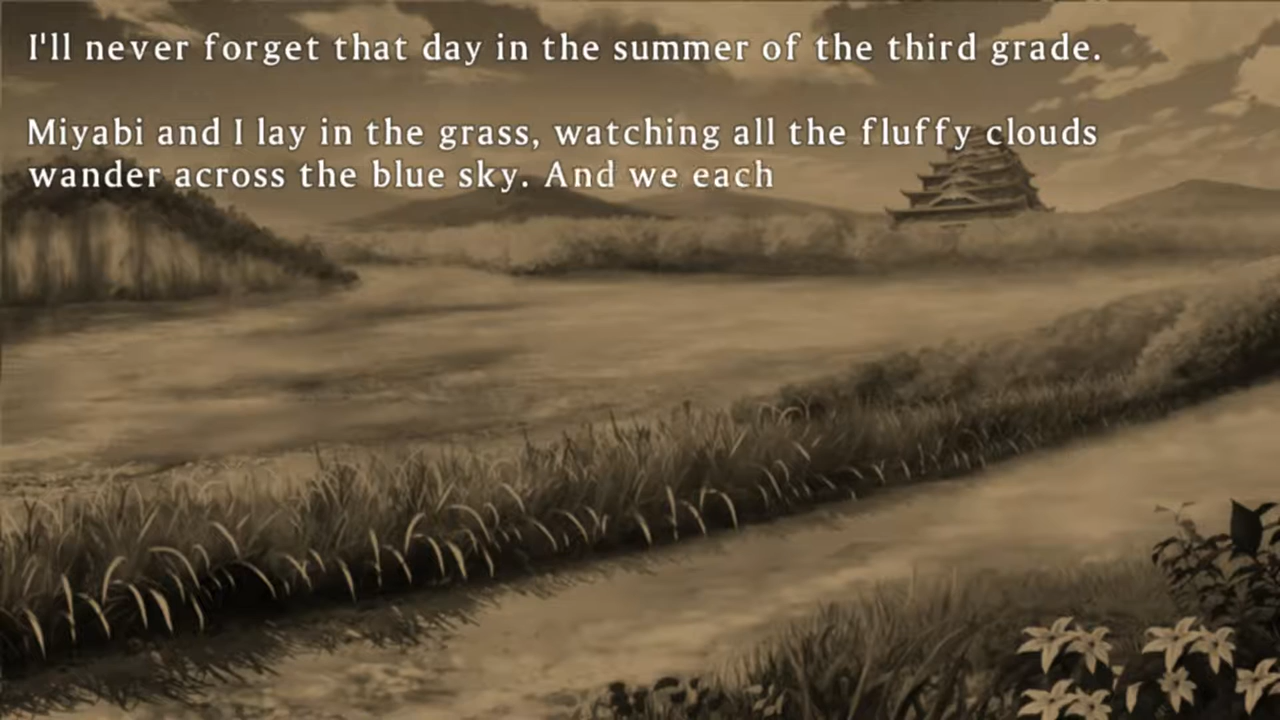 I'll never forget that day in the summer of the third grade.
Miyabi and I lay in the grass, watching all the fluffy clouds
wander across the blue sky. And we each